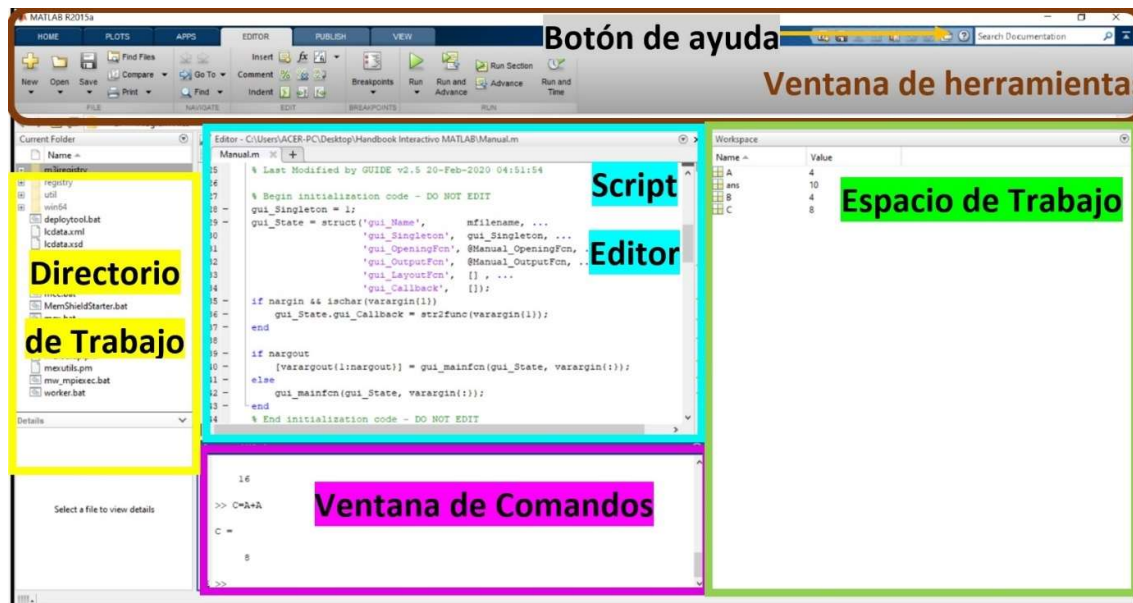 MATLAB R2015a
HOME PLOTS APPS EDITOR PUBLISH VIEW
Botón de ayuda
Search Documentation
Ventana de herramienta
New Open Save
Find Files
Compare
Print
Go To
Find
Insert
Comment
Indent
Breakpoints
Run
Run and Advance
Run Section
Advance
Run and Time
FILE NAVIGATE EDIT BREAKPOINTS RUN
Current Folder
Name
registry
util
win64
deploytool.bat
lcdata.xml
lcdata.xsd
Directorio
MemShieldStarter.bat
de Trabajo
mexutils.pm
mw_mpiexec.bat
worker.bat
Details
Select a file to view details
Editor - C:\Users\ACER-PC\Desktop\Handbook Interactivo MATLAB\Manual.m
Manual.m
% Last Modified by GUIDE v2.5 20-Feb-2020 04:51:54
% Begin initialization code - DO NOT EDIT
gui_Singleton = 1;
gui_State = struct('gui_Name', mfilename, ...
'gui_Singleton', gui_Singleton, ...
'gui_OpeningFcn', @Manual_OpeningFcn, ..
'gui_OutputFcn', @Manual_OutputFcn, ..
'gui_LayoutFcn', [] , ...
'gui_Callback', []);
if nargin && ischar(varargin{1})
gui_State.gui_Callback = str2func(varargin{1});
end
if nargout
[varargout{1:nargout}] = gui_mainfcn(gui_State, varargin{:});
else
gui_mainfcn(gui_State, varargin{:});
end
% End initialization code - DO NOT EDIT
Script
Editor
16
>> C=A+A
C =
8
>>
Ventana de Comandos
Workspace
Name Value
A 4
ans 10
B 4
C 8
Espacio de Trabajo